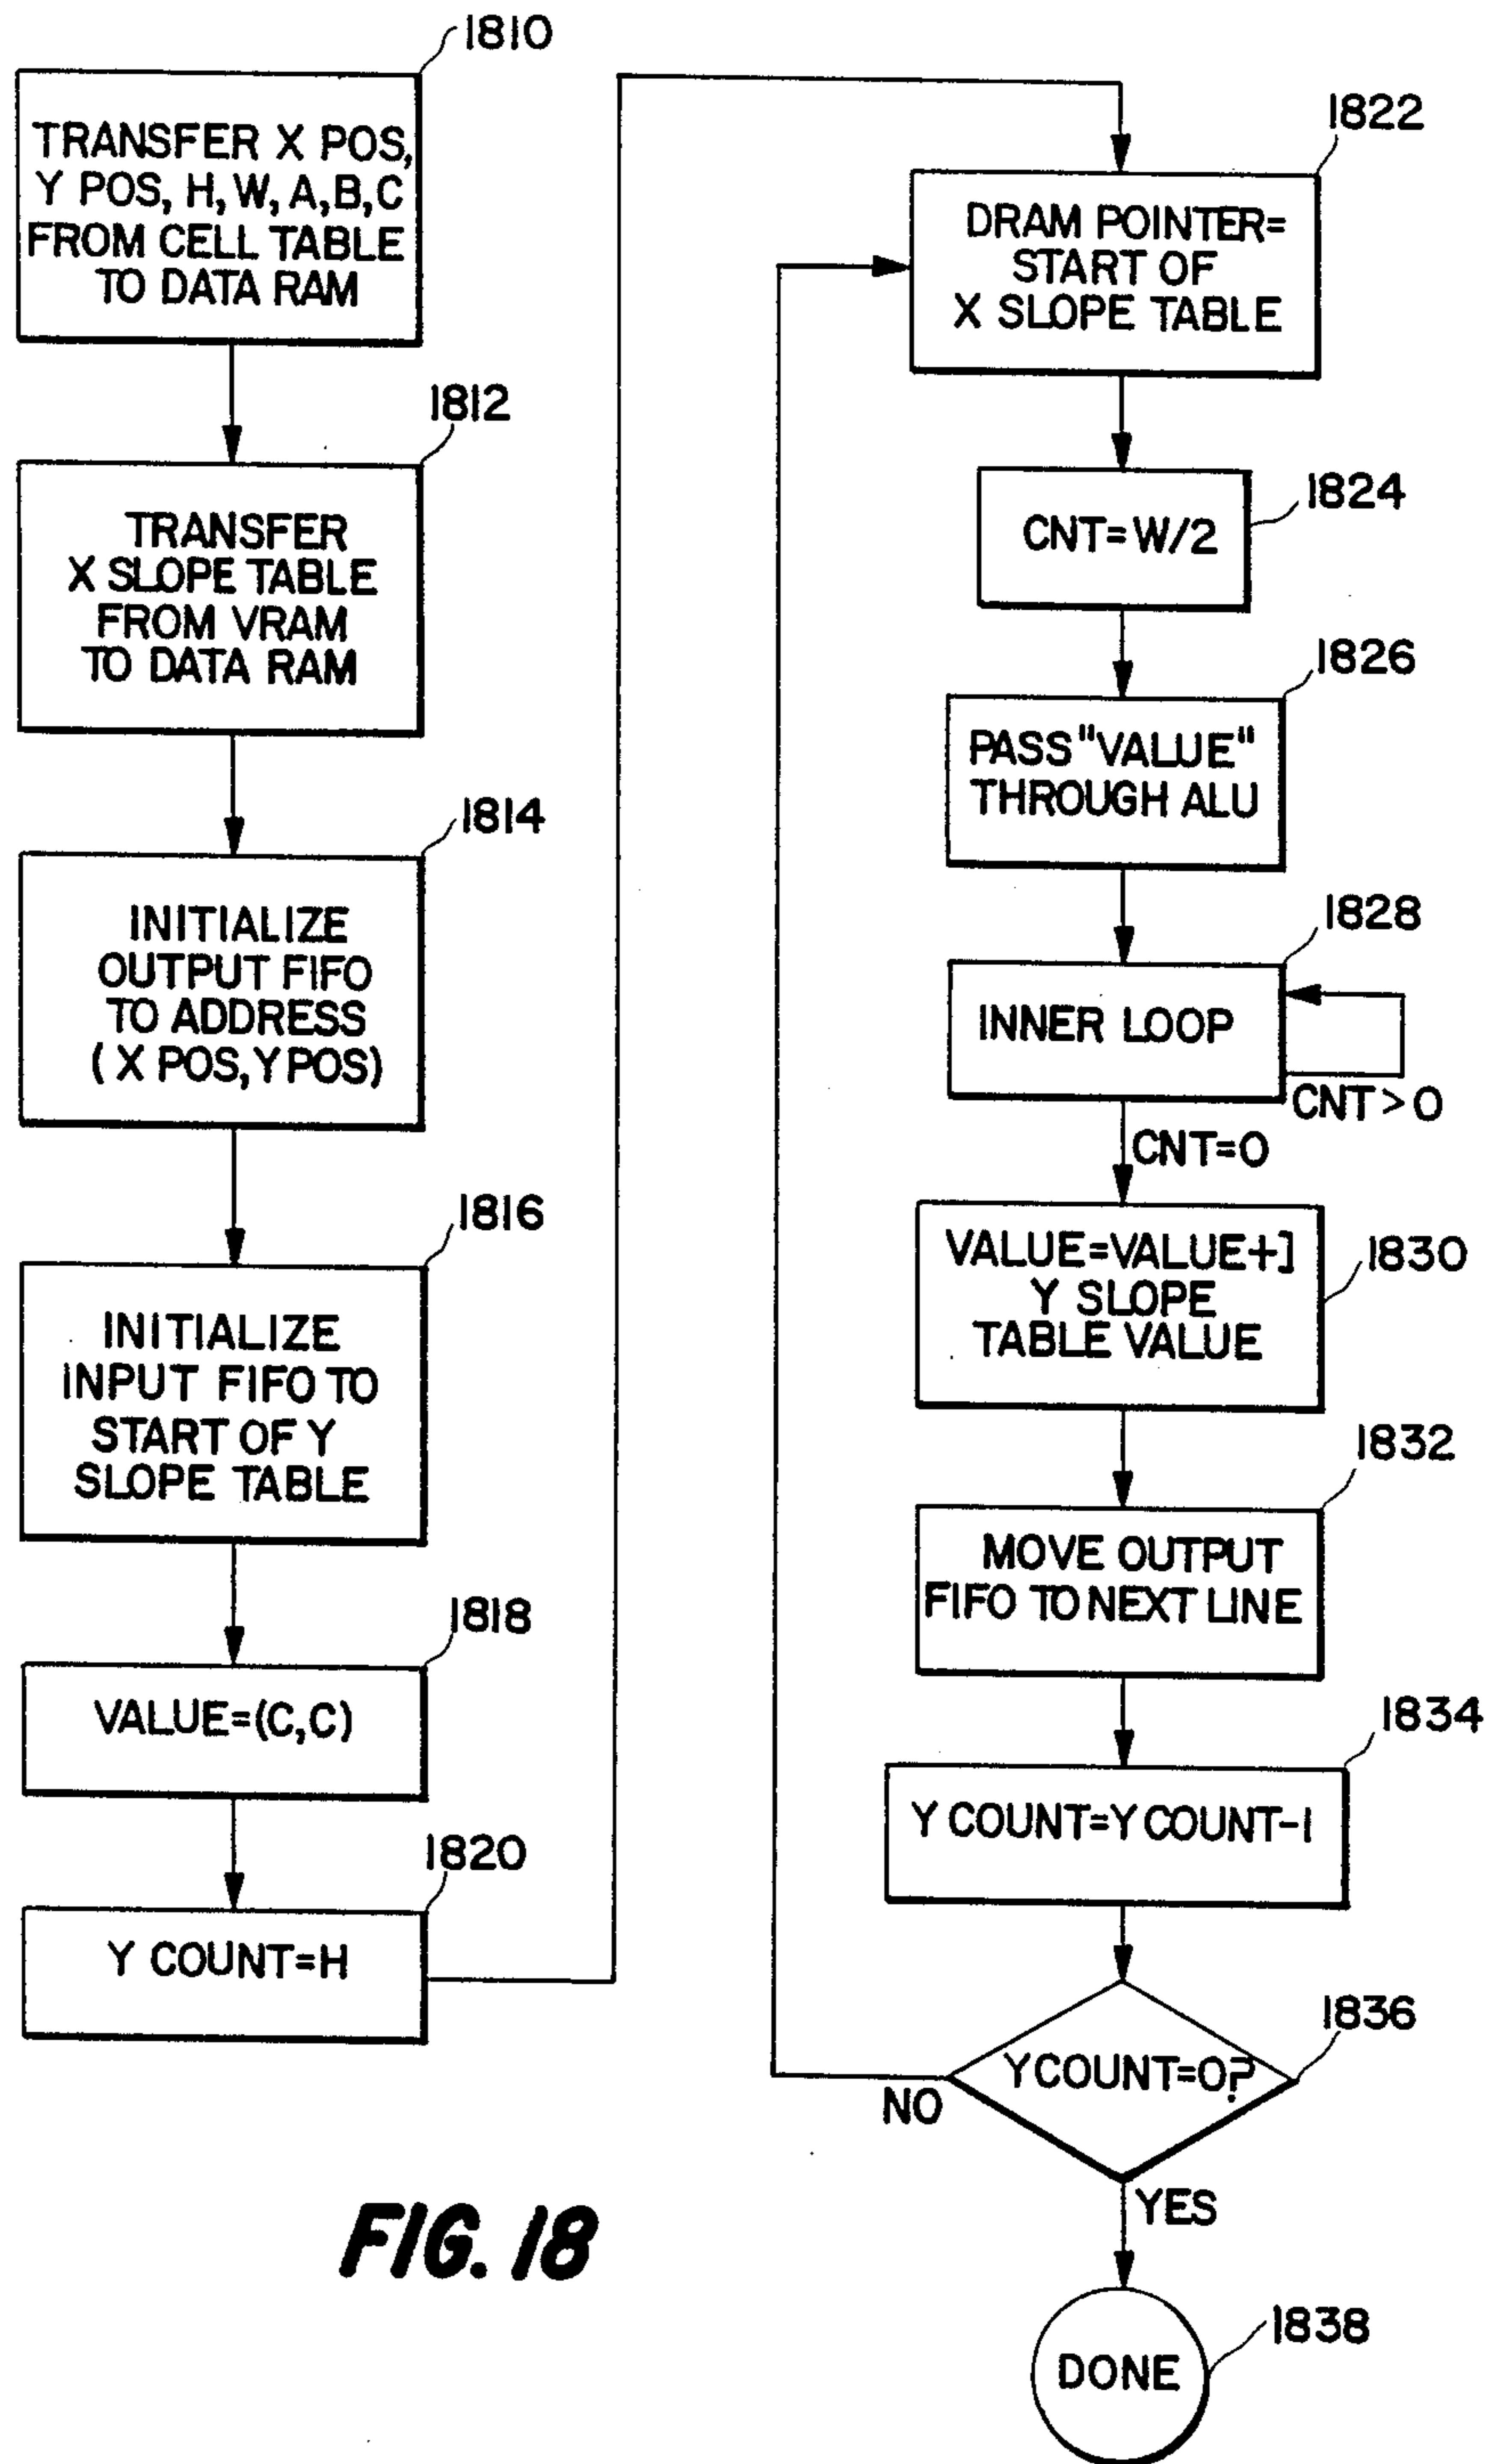 1810
TRANSFER X POS,
Y POS, H, W, A, B, C
FROM CELL TABLE
TO DATA RAM
1812
TRANSFER
X SLOPE TABLE
FROM VRAM
TO DATA RAM
1814
INITIALIZE
OUTPUT FIFO
TO ADDRESS
( X POS, Y POS)
1816
INITIALIZE
INPUT FIFO TO
START OF Y
SLOPE TABLE
1818
VALUE=(C,C)
1820
Y COUNT=H
1822
DRAM POINTER=
START OF
X SLOPE TABLE
1824
CNT=W/2
1826
PASS "VALUE"
THROUGH ALU
1828
INNER LOOP
CNT > 0
CNT=0
1830
VALUE=VALUE+]
Y SLOPE
TABLE VALUE
1832
MOVE OUTPUT
FIFO TO NEXT LINE
1834
Y COUNT=Y COUNT-1
1836
YCOUNT=0?
NO
YES
1838
DONE
FIG. 18